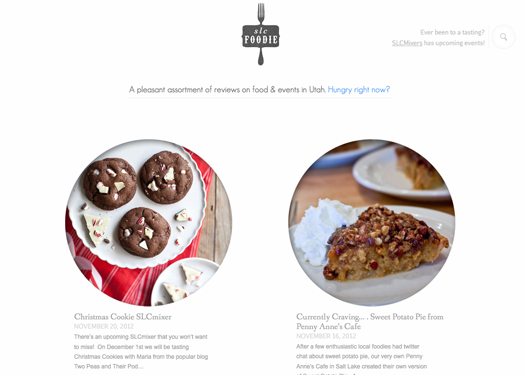 slc
FOODIE
Ever been to a tasting?
SLCMixers has upcoming events!
A pleasant assortment of reviews on food & events in Utah. Hungry right now?
Christmas Cookie SLCmixer
NOVEMBER 28, 2012
There's an upcoming SLCmixer that you won't
want to miss! On December 1st we will be tasting
Christmas Cookies with Maria from the popular blog
Two Peas and Their Pod…
Currently Craving… . Sweet Potato Pie from
Penny Anne's Cafe
NOVEMBER 16, 2012
After a few enthusiastic local foodies had twitter
chat about sweet potato pie, our very own Penny
Anne's Cafe in Salt Lake created their own version